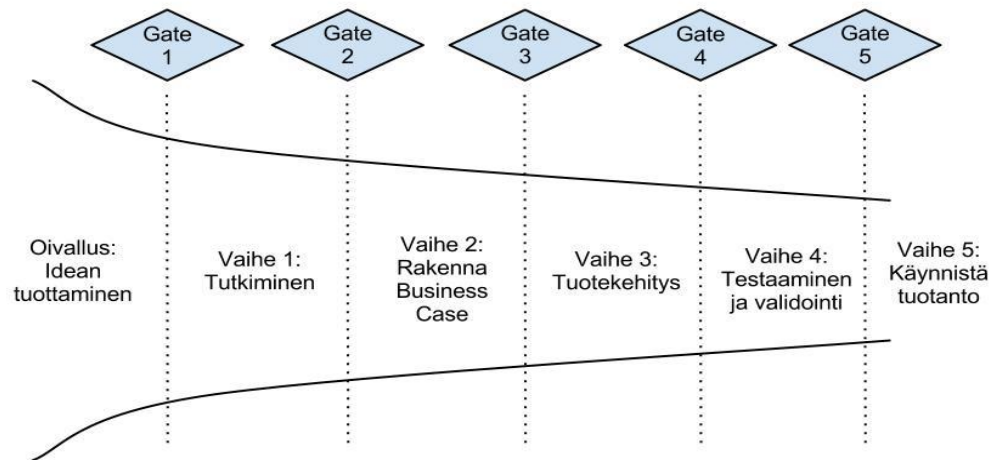 Gate
1
Gate
2
Gate
3
Gate
4
Gate
5
Oivallus:
Idean
tuottaminen
Vaihe 1:
Tutkiminen
Vaihe 2:
Rakenna
Business
Case
Vaihe 3:
Tuotekehitys
Vaihe 4:
Testaaminen
ja validointi
Vaihe 5:
Käynnistä
tuotanto